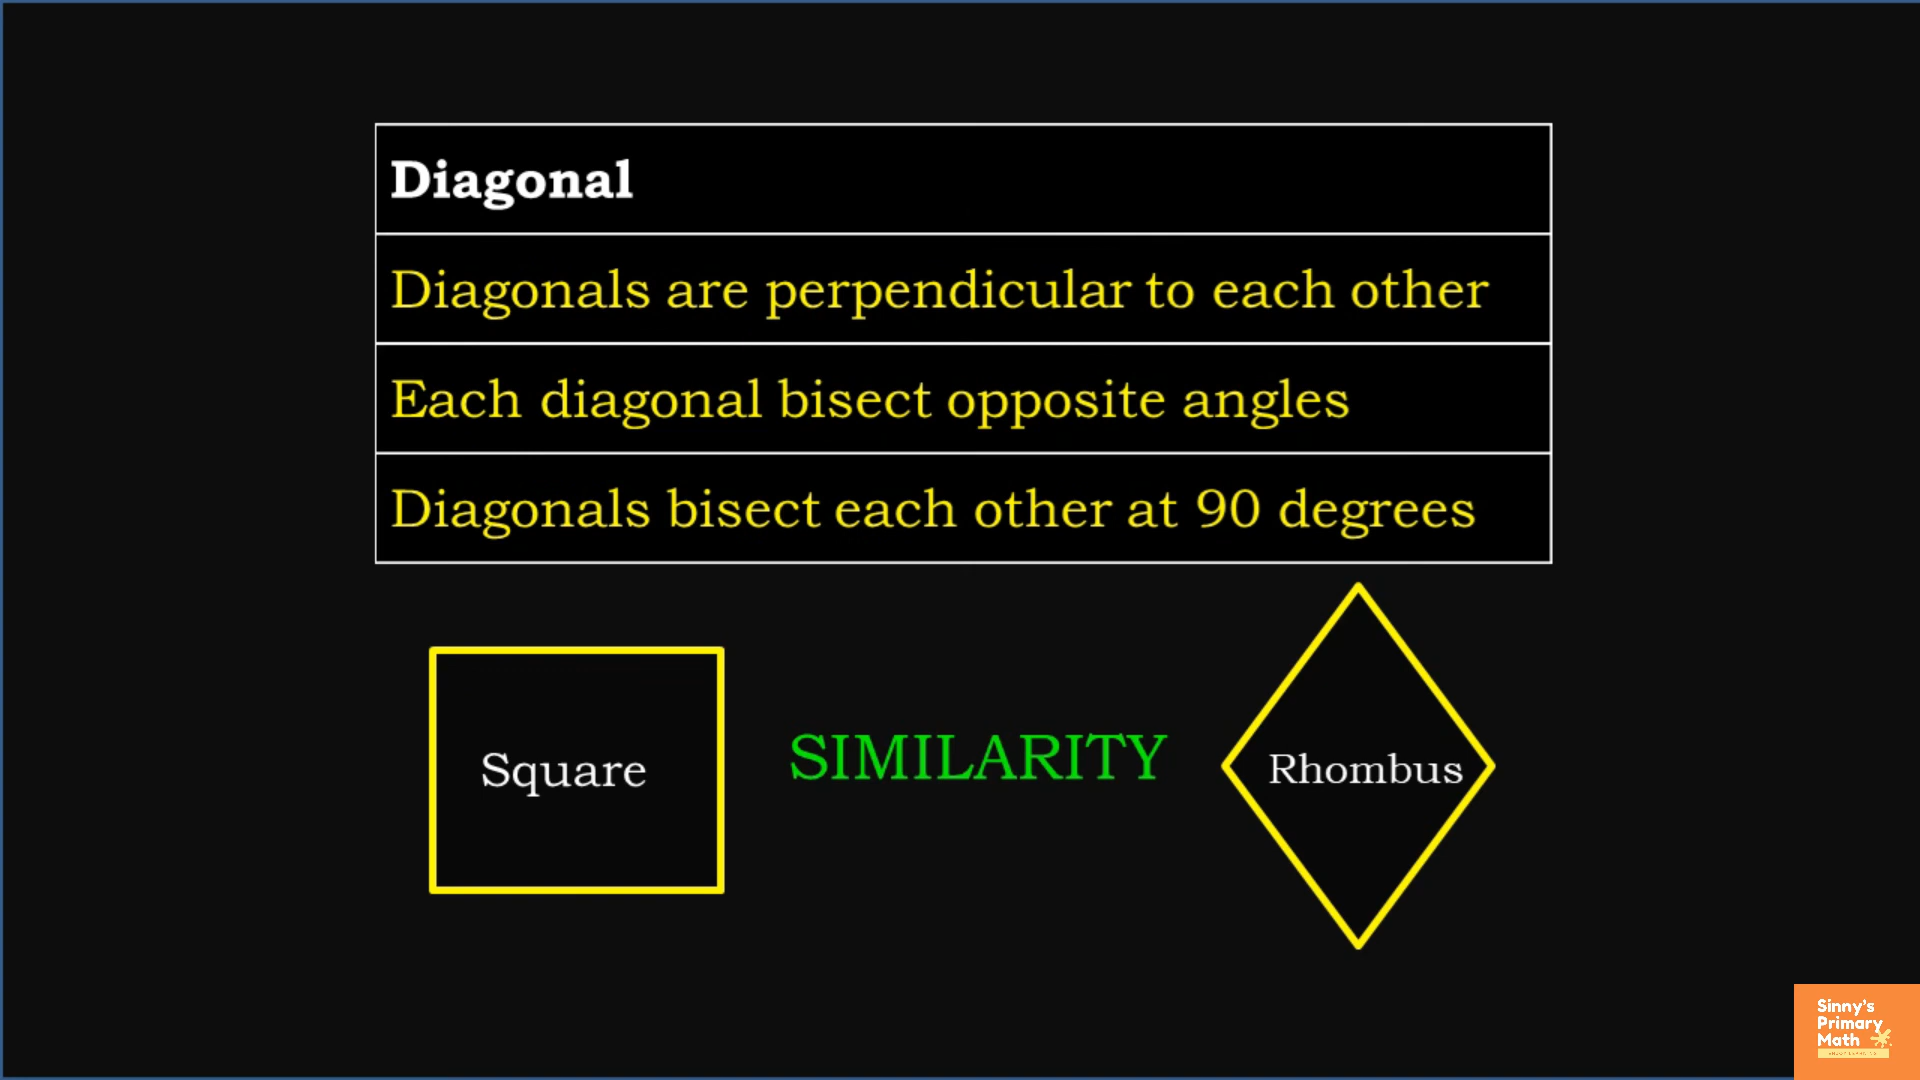 Diagonal
Diagonals are perpendicular to each other
Each diagonal bisect opposite angles
Diagonals bisect each other at 90 degrees
Square
SIMILARITY
Rhombus
Sinny's
Primary
Math